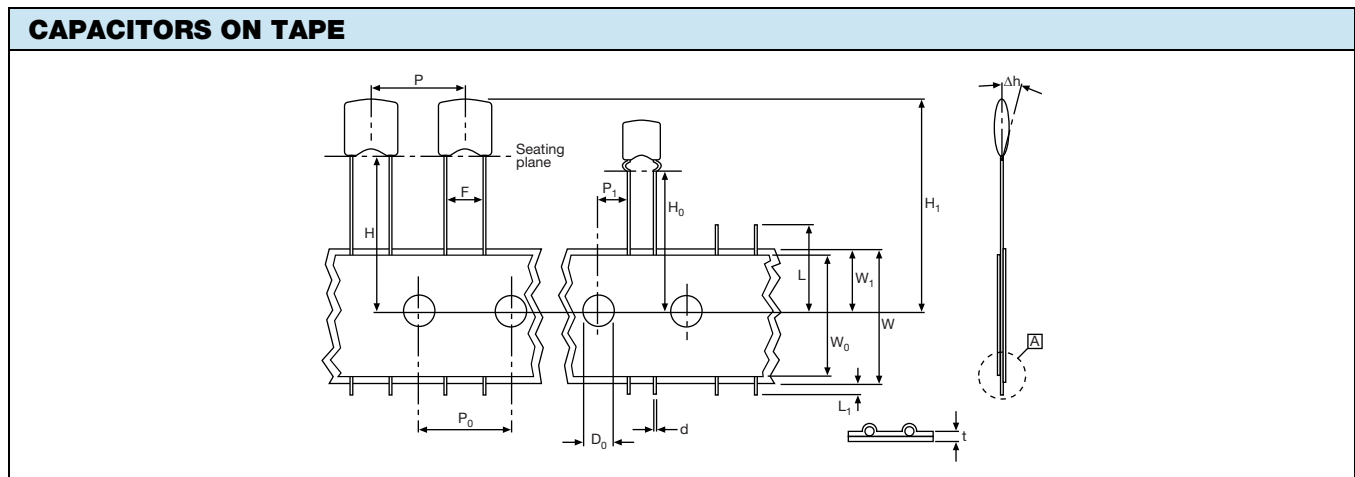 CAPACITORS ON TAPE
P
Δh
Seating
plane
F
P1
H0
H1
H
L
W1
W
W0
A
L1
P0
D0
d
t